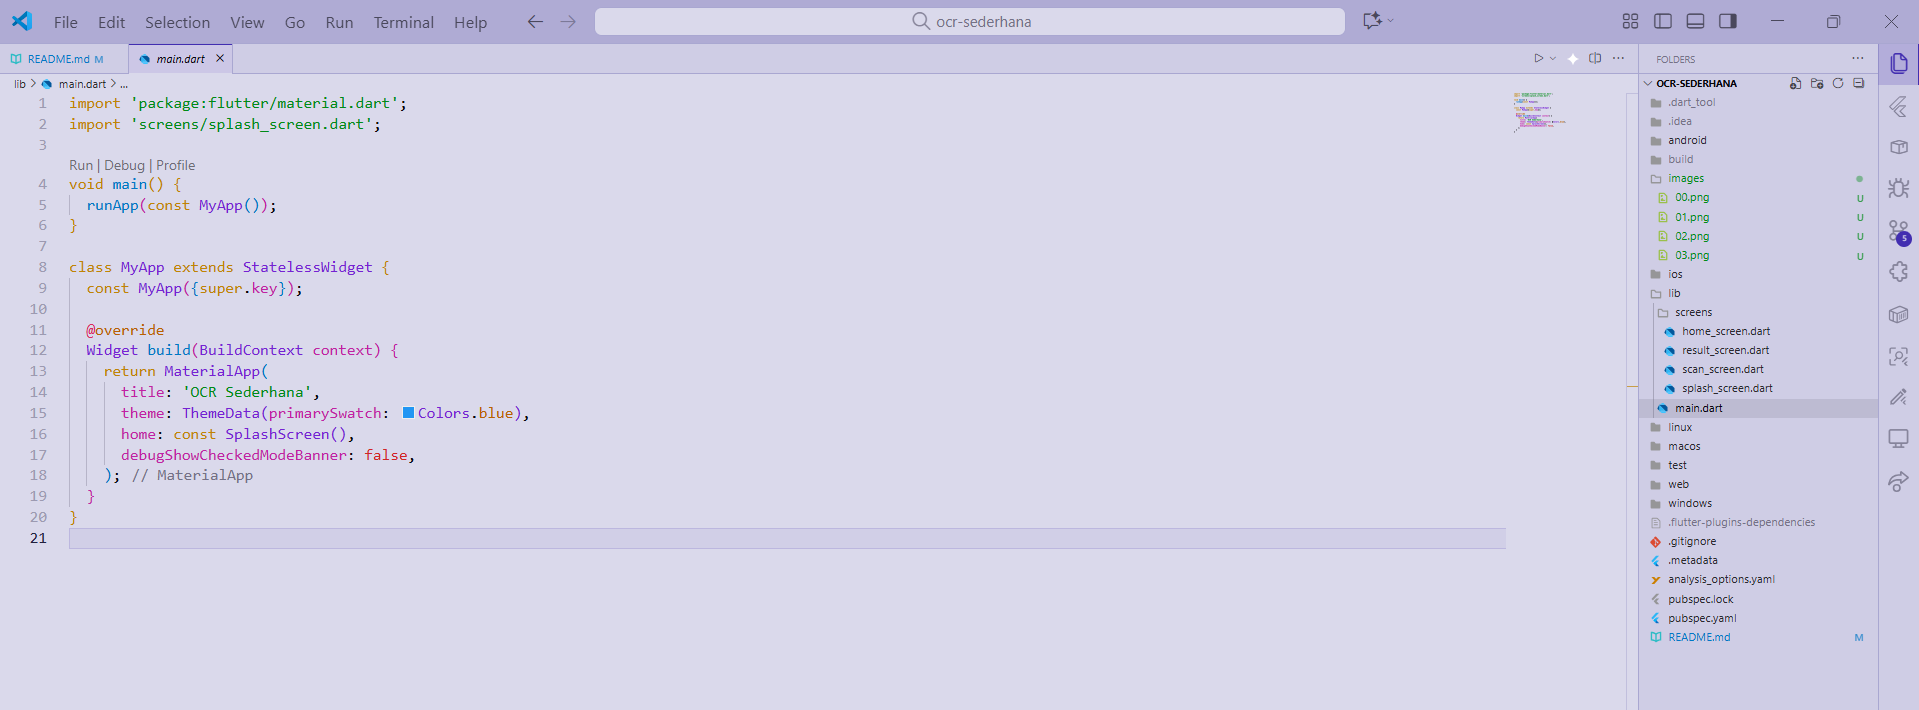 File Edit Selection View Go Run Terminal Help
ocr-sederhana
README.md M
main.dart
lib > main.dart > ...
1 import 'package:flutter/material.dart';
2 import 'screens/splash_screen.dart';
3
Run | Debug | Profile
4 void main() {
5 runApp(const MyApp());
6 }
7
8 class MyApp extends StatelessWidget {
9 const MyApp({super.key});
10
11 @override
12 Widget build(BuildContext context) {
13 return MaterialApp(
14 title: 'OCR Sederhana',
15 theme: ThemeData(primarySwatch: Colors.blue),
16 home: const SplashScreen(),
17 debugShowCheckedModeBanner: false,
18 ); // MaterialApp
19 }
20 }
21
FOLDERS
OCR-SEDERHANA
.dart_tool
.idea
android
build
images
00.png U
01.png U
02.png U
03.png U
ios
lib
screens
home_screen.dart
result_screen.dart
scan_screen.dart
splash_screen.dart
main.dart
linux
macos
test
web
windows
.flutter-plugins-dependencies
.gitignore
.metadata
analysis_options.yaml
pubspec.lock
pubspec.yaml
README.md M
5